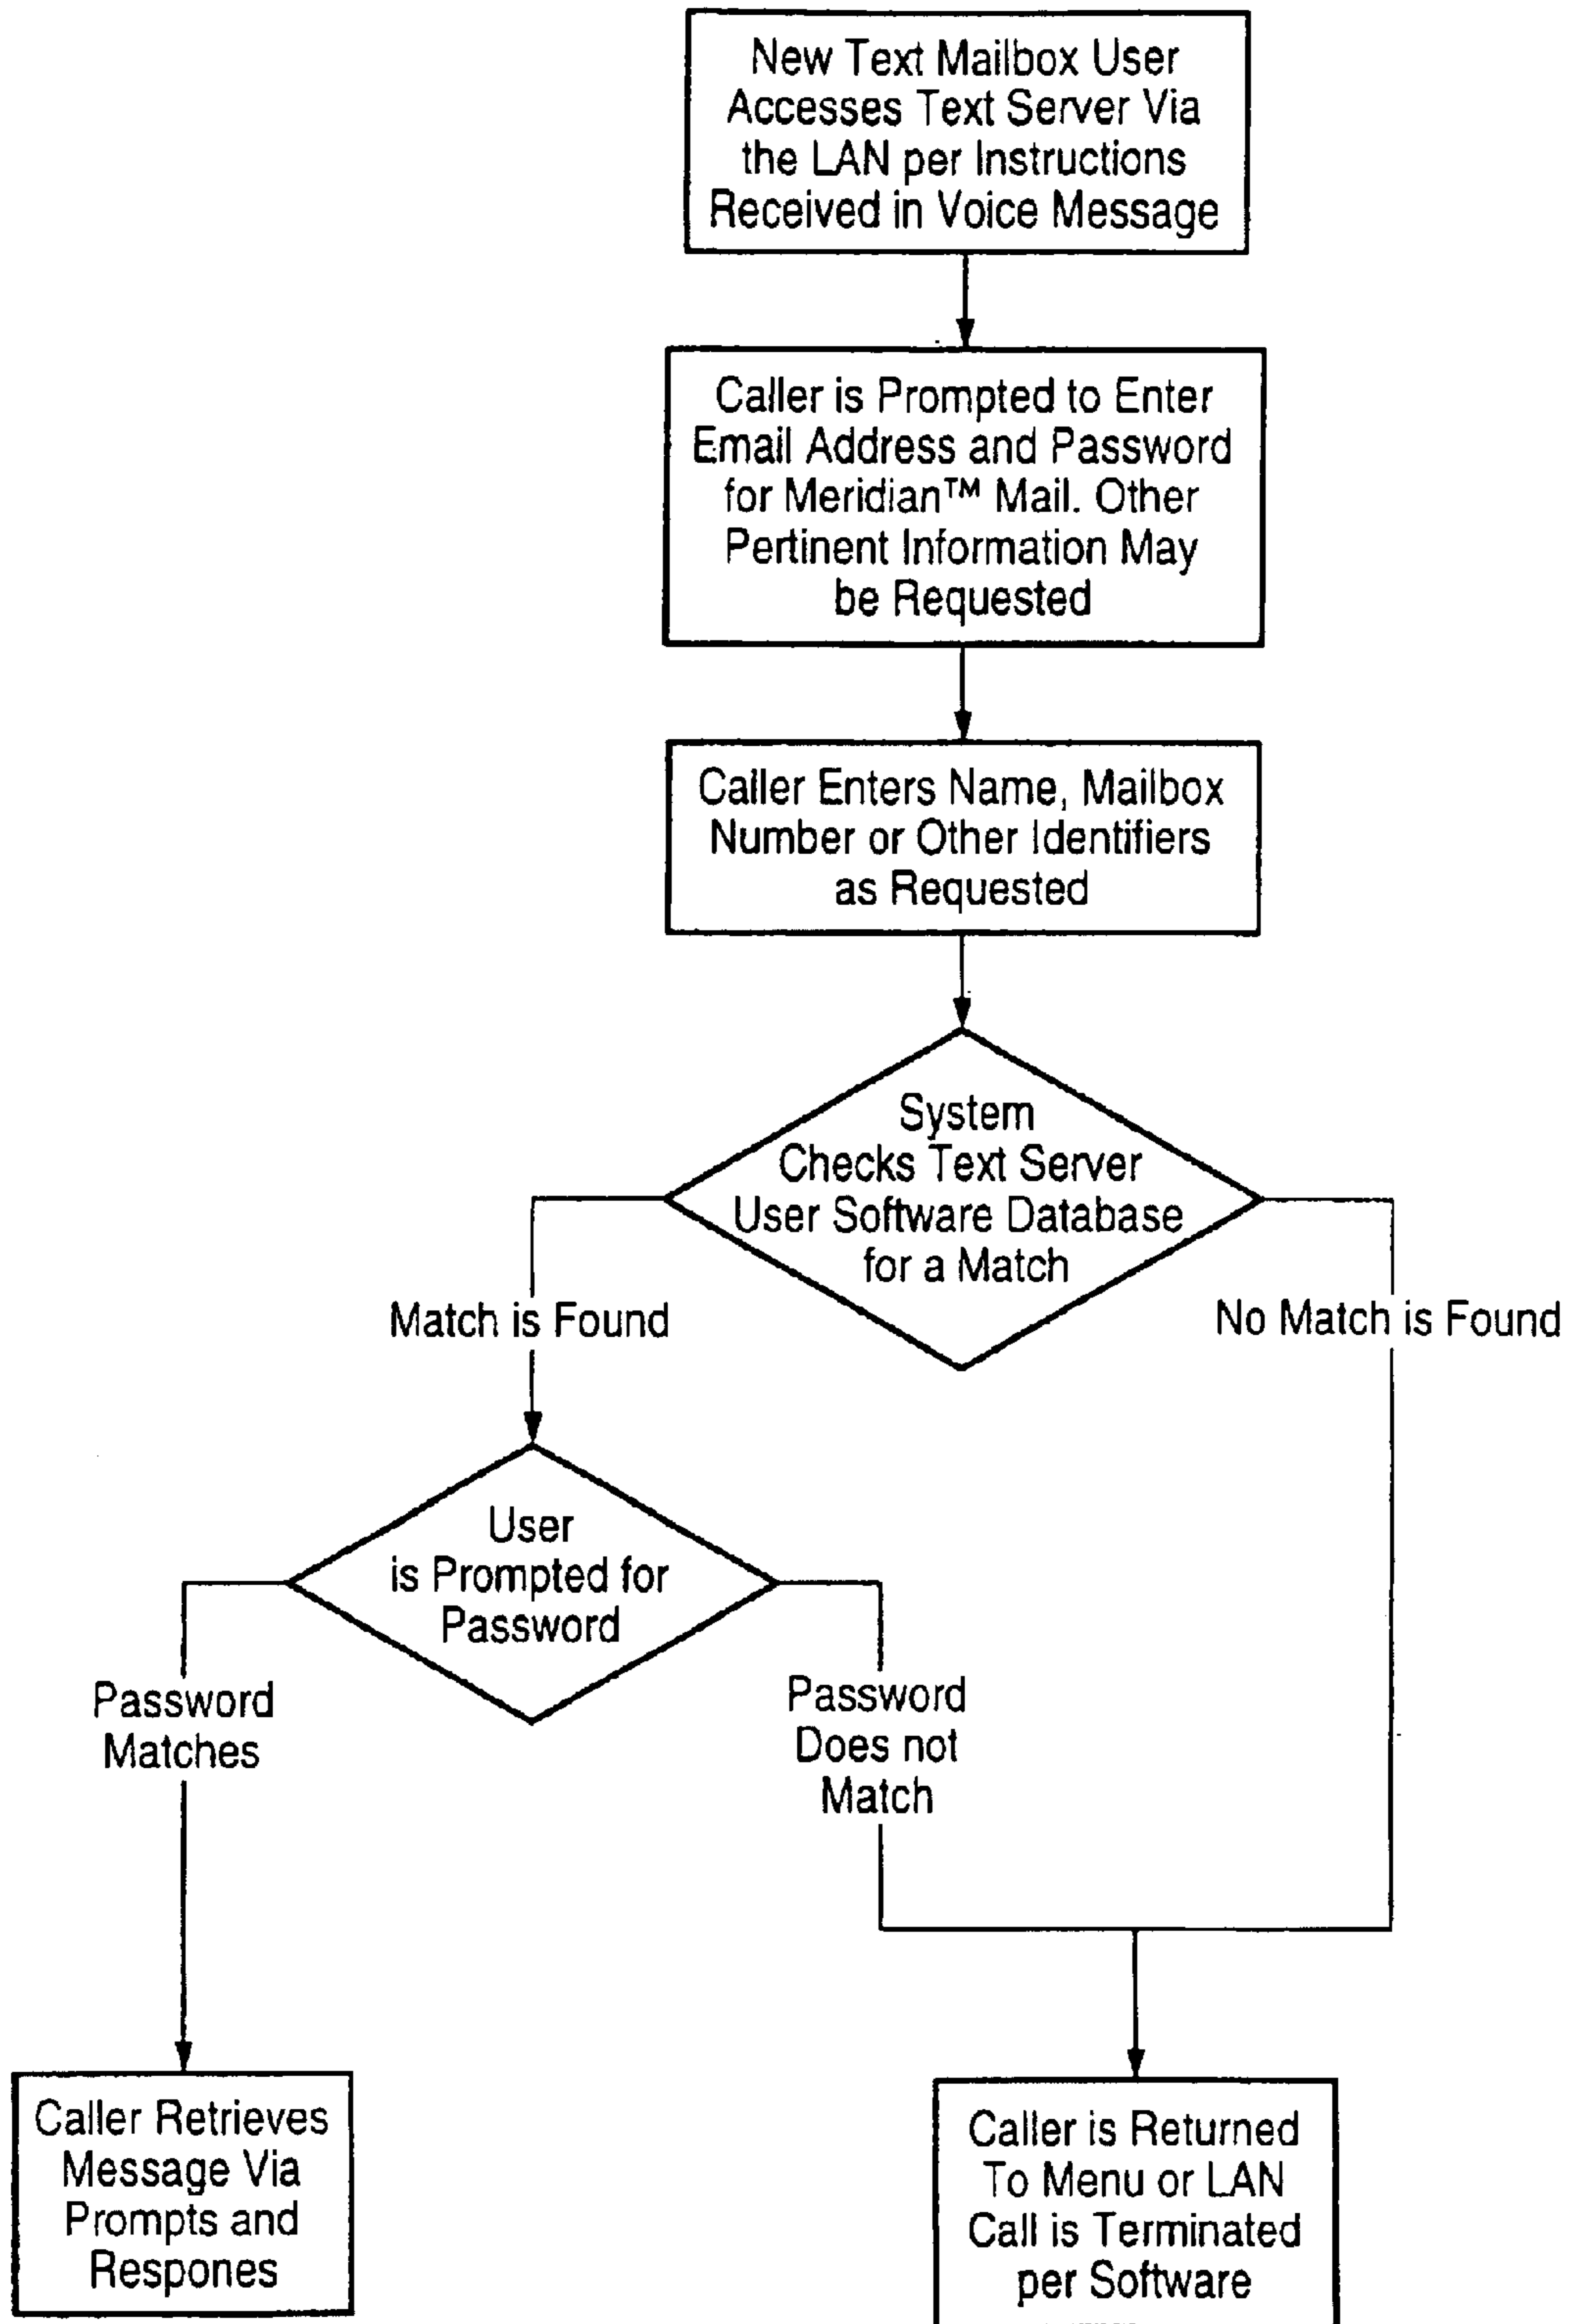 New Text Mailbox User
Accesses Text Server Via
the LAN per Instructions
Received in Voice Message
Caller is Prompted to Enter
Email Address and Password
for Meridian™ Mail. Other
Pertinent Information May
be Requested
Caller Enters Name, Mailbox
Number or Other Identifiers
as Requested
System
Checks Text Server
User Software Database
for a Match
Match is Found
No Match is Found
User
is Prompted for
Password
Password
Matches
Password
Does not
Match
Caller Retrieves
Message Via
Prompts and
Respones
Caller is Returned
To Menu or LAN
Call is Terminated
per Software